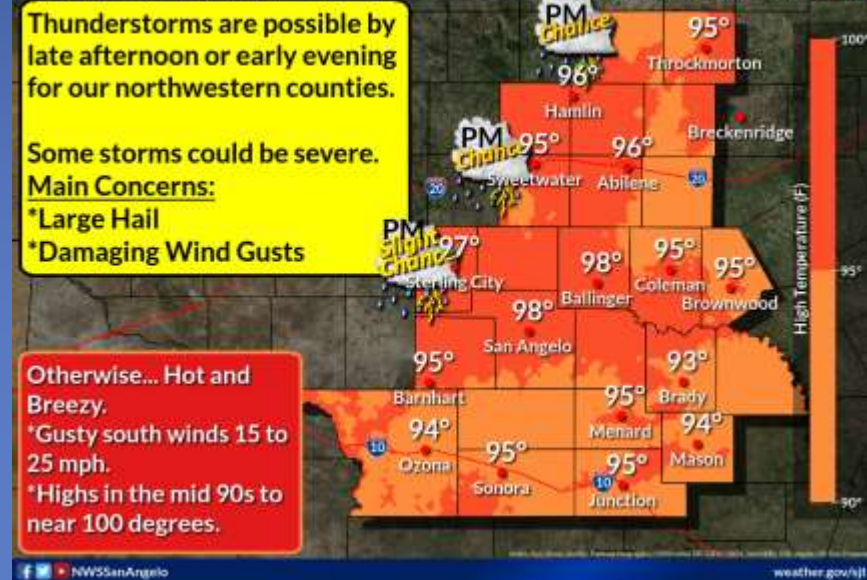 Thunderstorms are possible by
late afternoon or early evening
for our northwestern counties.
Some storms could be severe.
Main Concerns:
*Large Hail
*Damaging Wind Gusts
Otherwise... Hot and
Breezy.
*Gusty south winds 15 to
25 mph.
*Highs in the mid 90s to
near 100 degrees.
PM
Chance
95°
Throckmorton
96°
Hamlin
Breckenridge
PM
Chance
95°
Sweetwater
96°
Abilene
20
20
PM
Slight
Chance
97°
Sterling City
98°
Ballinger
95°
Coleman
95°
Brownwood
98°
San Angelo
95°
Barnhart
93°
Brady
95°
Menard
94°
Mason
10
94°
Ozona
95°
Sonora
10
95°
Junction
100°
95°
90°
High Temperature (F)
NWSSanAngelo
weather.gov/sjt